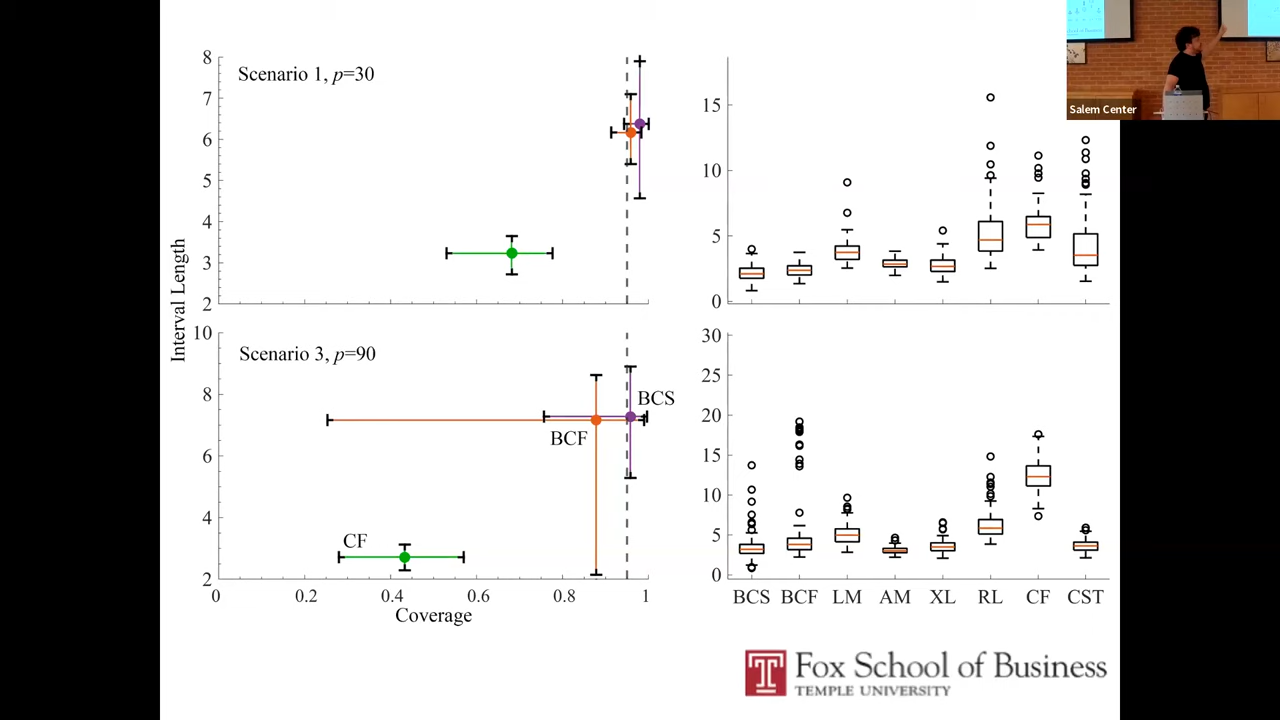 Salem Center
Scenario 1, p=30
8
7
6
5
4
3
2
15
10
5
0
Interval Length
Scenario 3, p=90
10
8
6
4
2
BCS
BCF
CF
0
0.2
0.4
0.6
0.8
1
Coverage
30
25
20
15
10
5
0
BCS BCF LM AM XL RL CF CST
Fox School of Business
TEMPLE UNIVERSITY